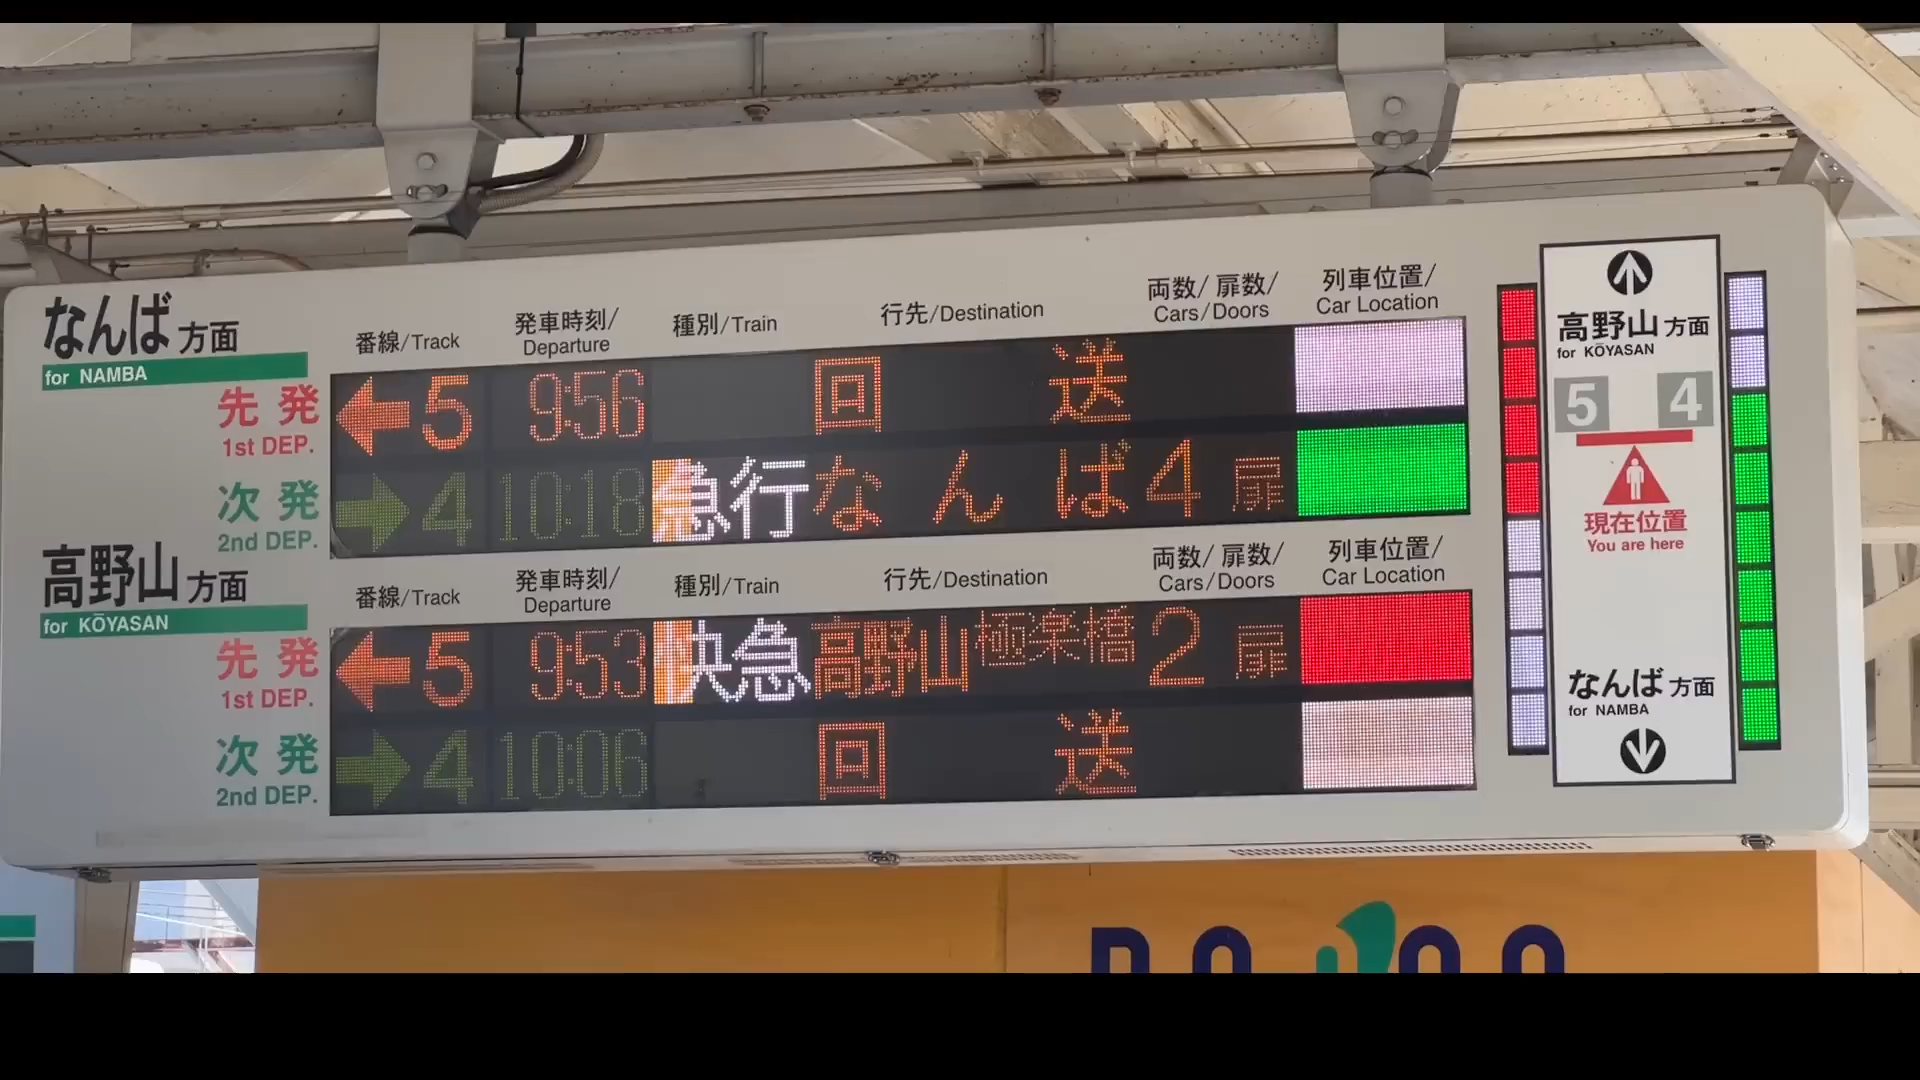 なんば方面
for NAMBA
番線/Track 発車時刻/Departure 種別/Train 行先/Destination 両数/扉数/Cars/Doors 列車位置/Car Location
先発 1st DEP. ←5 9:56 回送
次発 2nd DEP. →4 10:18 急行 なんば 4扉
高野山方面
for KŌYASAN
番線/Track 発車時刻/Departure 種別/Train 行先/Destination 両数/扉数/Cars/Doors 列車位置/Car Location
先発 1st DEP. ←5 9:53 快急 高野山極楽橋 2扉
次発 2nd DEP. →4 10:06 回送
高野山方面
for KŌYASAN
5 4
現在位置
You are here
なんば方面
for NAMBA